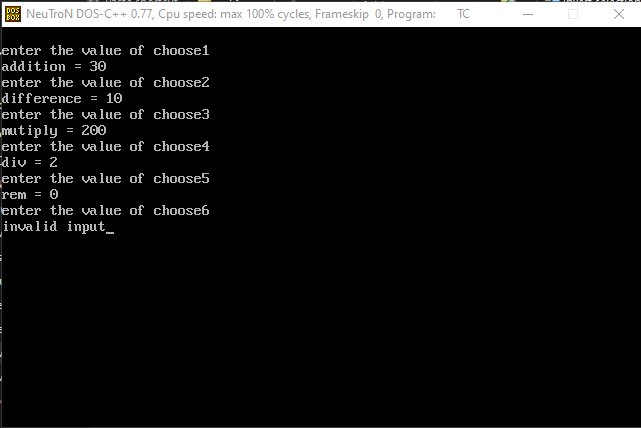 DOS
BOX
NeuTroN DOS-C++ 0.77, Cpu speed: max 100% cycles, Frameskip 0, Program: TC
enter the value of choose1
addition = 30
enter the value of choose2
difference = 10
enter the value of choose3
mutiply = 200
enter the value of choose4
div = 2
enter the value of choose5
rem = 0
enter the value of choose6
invalid input_